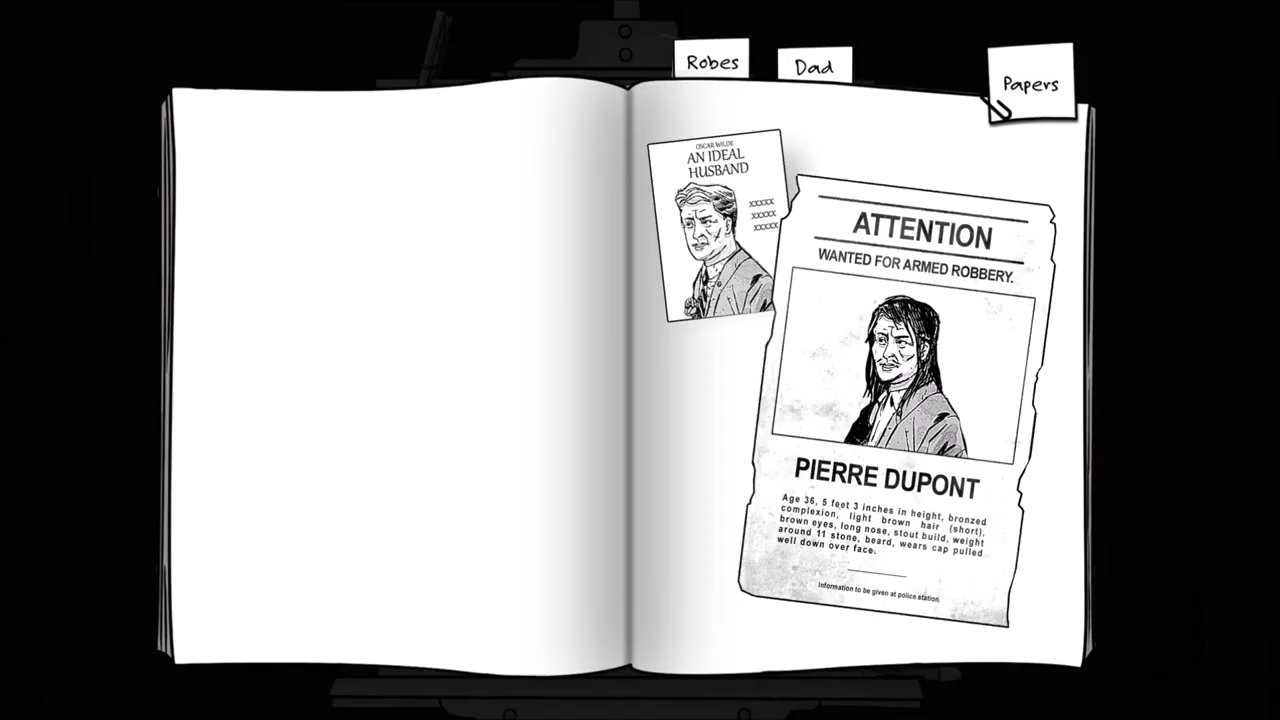 Robes
Dad
Papers
OSCAR WILDE
AN IDEAL
HUSBAND
xxxxx
xxxxx
xxxxx
ATTENTION
WANTED FOR ARMED ROBBERY.
PIERRE DUPONT
Age 36, 5 feet 3 inches in height, bronzed
complexion, light brown hair (short),
brown eyes, long nose, stout build, weight
around 11 stone, beard, wears cap pulled
well down over face.
Information to be given at police station.